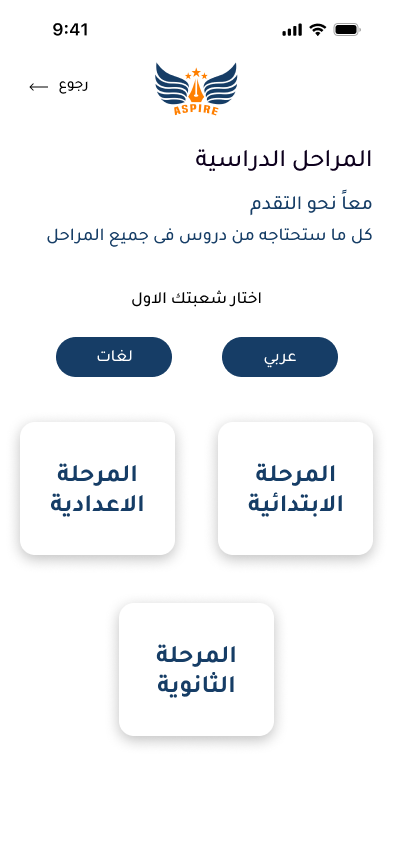 9:41
رجوع
ASPIRE
المراحل الدراسية
معاً نحو التقدم
كل ما ستحتاجه من دروس فى جميع المراحل
اختار شعبتك الاول
عربي
لغات
المرحلة
الابتدائية
المرحلة
الاعدادية
المرحلة
الثانوية